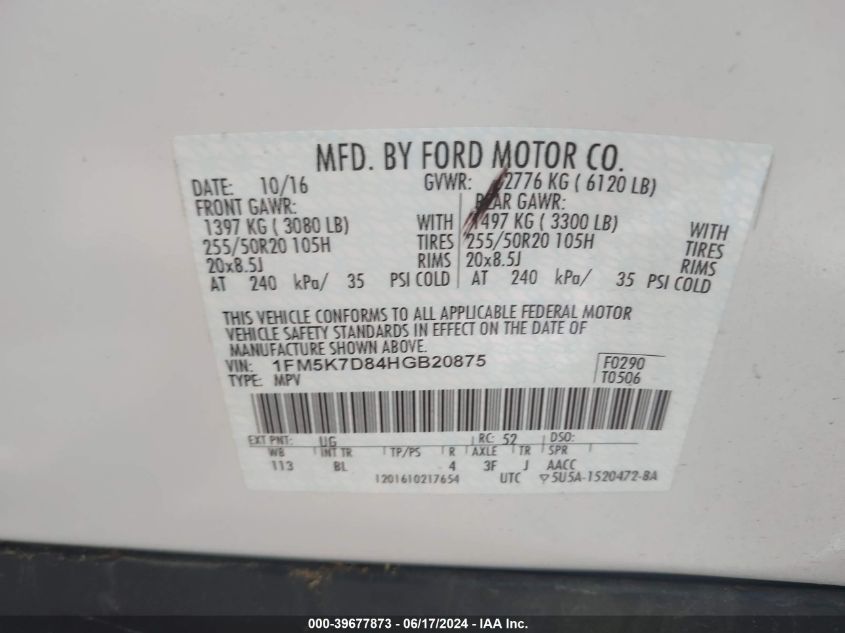 MFD. BY FORD MOTOR CO.
DATE: 10/16 GVWR: 2776 KG ( 6120 LB)
FRONT GAWR: REAR GAWR:
1397 KG ( 3080 LB) WITH 1497 KG ( 3300 LB) WITH
255/50R20 105H TIRES 255/50R20 105H TIRES
20x8.5J RIMS 20x8.5J RIMS
AT 240 kPa/ 35 PSI COLD AT 240 kPa/ 35 PSI COLD
THIS VEHICLE CONFORMS TO ALL APPLICABLE FEDERAL MOTOR
VEHICLE SAFETY STANDARDS IN EFFECT ON THE DATE OF
MANUFACTURE SHOWN ABOVE.
VIN: 1FM5K7D84HGB20875 F0290
TYPE: MPV T0506
EXT PNT: UG RC: 52 DSO:
WB INT TR TP/PS R AXLE TR SPR
113 BL 4 3F J AACC
1201610217654 UTC 5U5A-1520472-BA
000-39677873 - 06/17/2024 - IAA Inc.